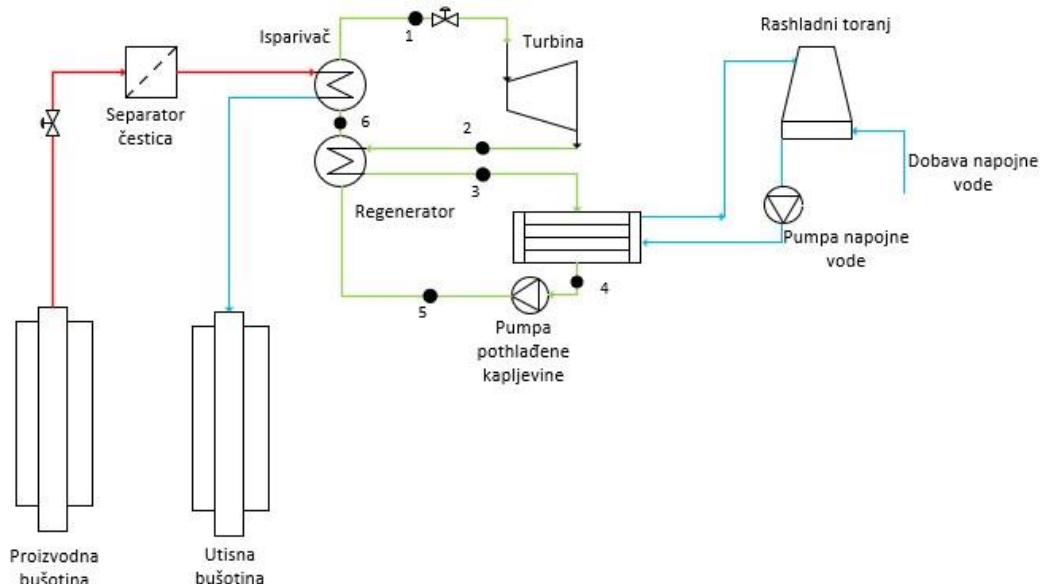 1
Isparivač
Turbina
Rashladni toranj
Separator
čestica
6
2
3
Regenerator
Dobava napojne
vode
Pumpa napojne
vode
4
5
Pumpa
pothlađene
kapljevine
Proizvodna
bušotina
Utisna
bušotina